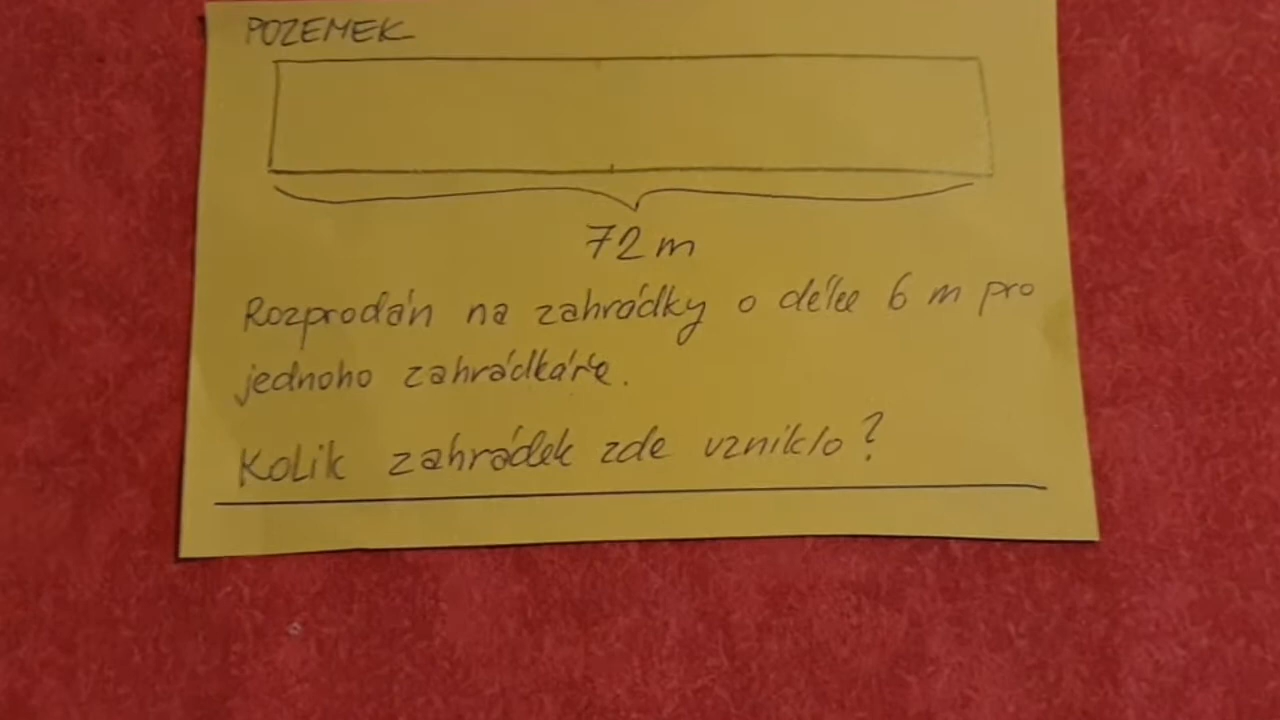 POZEMEK
72 m
Rozprodán na zahrádky o délce 6 m pro
jednoho zahrádkáře.
Kolik zahrádek zde vzniklo?